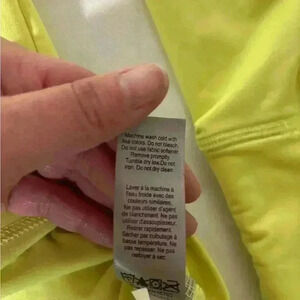 Machine wash cold with
like colors. Do not bleach.
Do not use fabric softener.
Remove promptly.
Tumble dry low. Do not
iron. Do not dry clean.
Laver à la machine à
l'eau froide avec des
couleurs similaires.
Ne pas utiliser d'agent
de blanchiment. Ne pas
utiliser d'assouplissant.
Retirer rapidement.
Sécher par culbutage à
basse température. Ne
pas repasser. Ne pas
nettoyer à sec.